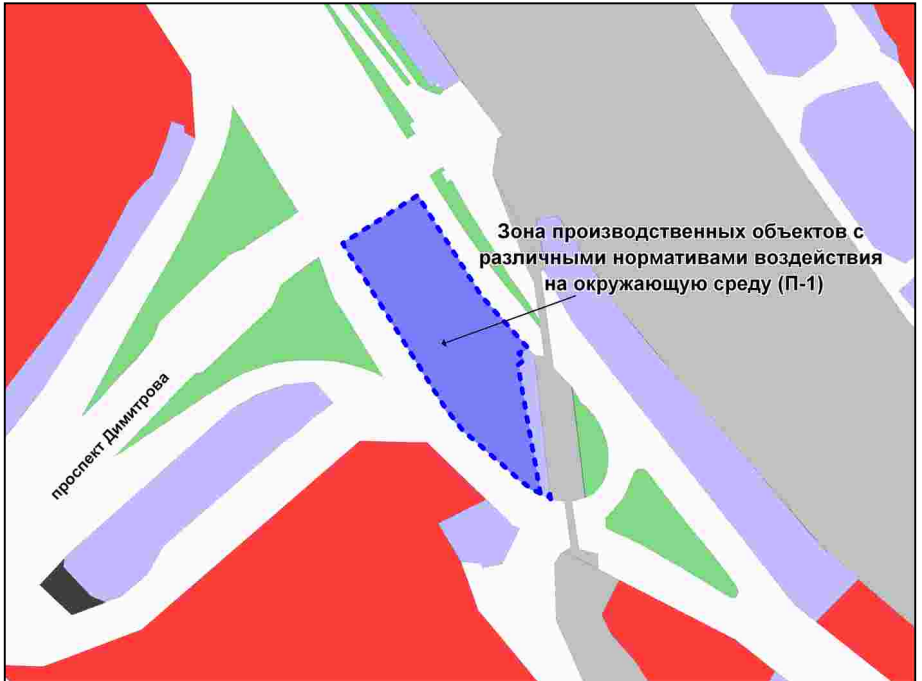 Зона производственных объектов с
различными нормативами воздействия
на окружающую среду (П-1)
проспект Димитрова